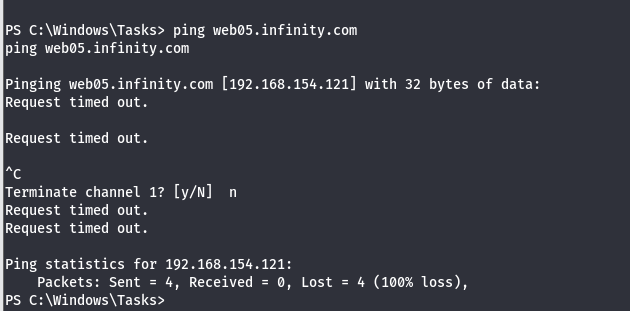 PS C:\Windows\Tasks> ping web05.infinity.com
ping web05.infinity.com
Pinging web05.infinity.com [192.168.154.121] with 32 bytes of data:
Request timed out.
Request timed out.
^C
Terminate channel 1? [y/N]  n
Request timed out.
Request timed out.
Ping statistics for 192.168.154.121:
    Packets: Sent = 4, Received = 0, Lost = 4 (100% loss),
PS C:\Windows\Tasks>